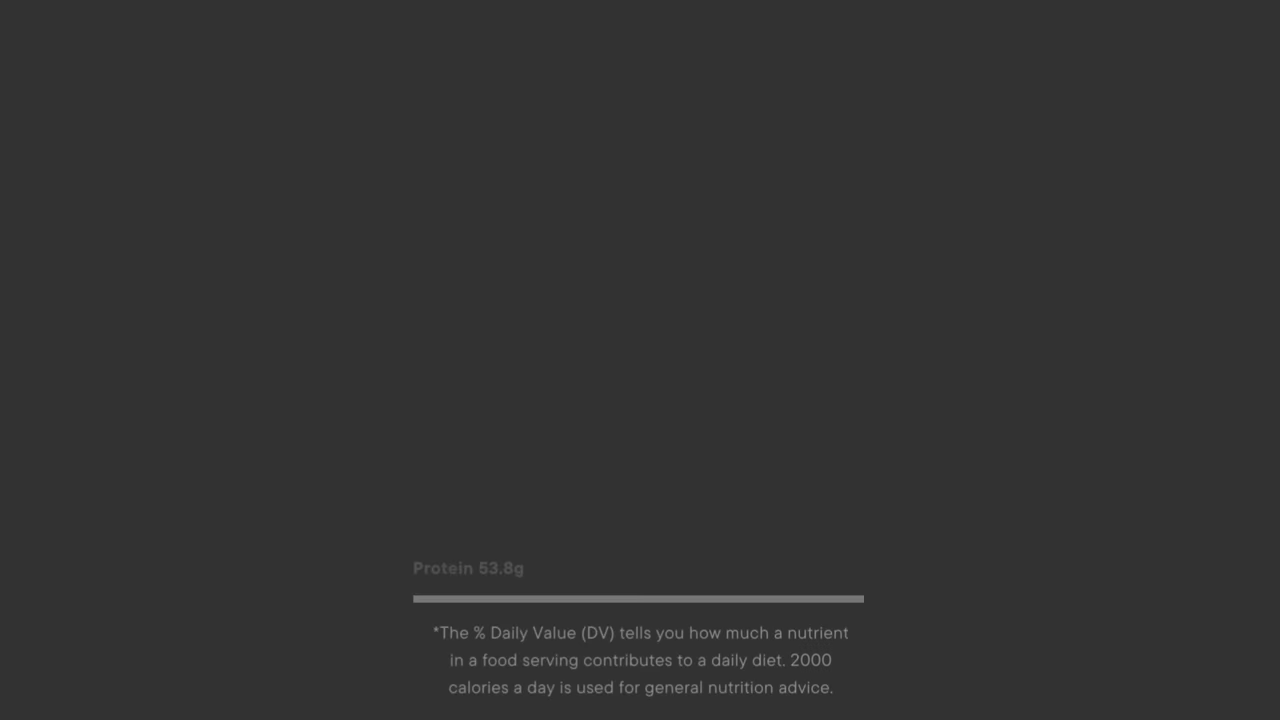 Protein 53.8g
*The % Daily Value (DV) tells you how much a nutrient
in a food serving contributes to a daily diet. 2000
calories a day is used for general nutrition advice.